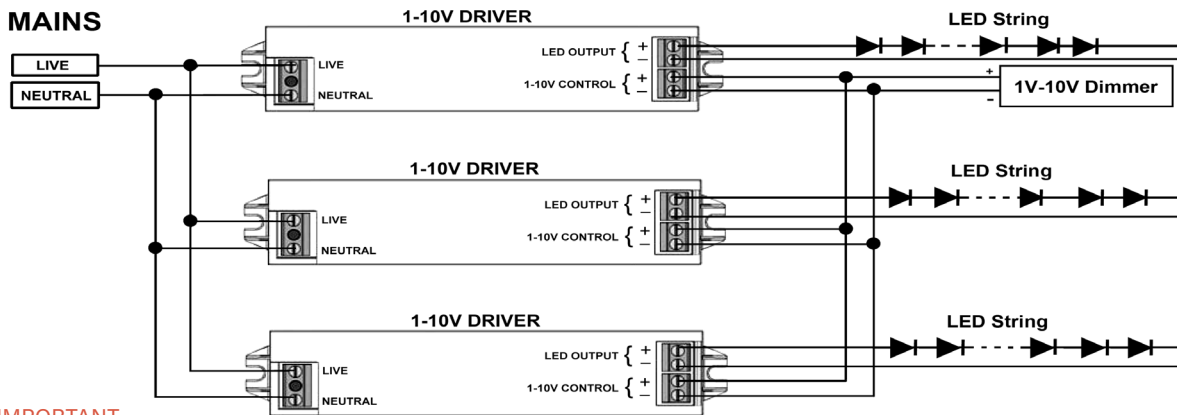 MAINS
LIVE
NEUTRAL
1-10V DRIVER
LIVE
NEUTRAL
LED OUTPUT { + –
1-10V CONTROL { + –
LED String
+
1V-10V Dimmer
–
1-10V DRIVER
LIVE
NEUTRAL
LED OUTPUT { + –
1-10V CONTROL { + –
LED String
1-10V DRIVER
LIVE
NEUTRAL
LED OUTPUT { + –
1-10V CONTROL { + –
LED String
IMPORTANT